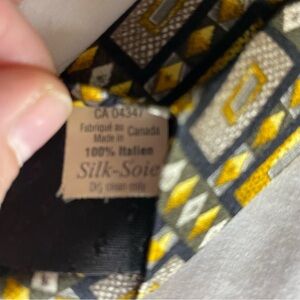 CA 04347
Fabriqué au Canada
Made in
100% Italien
Silk-Soie
Dry clean only